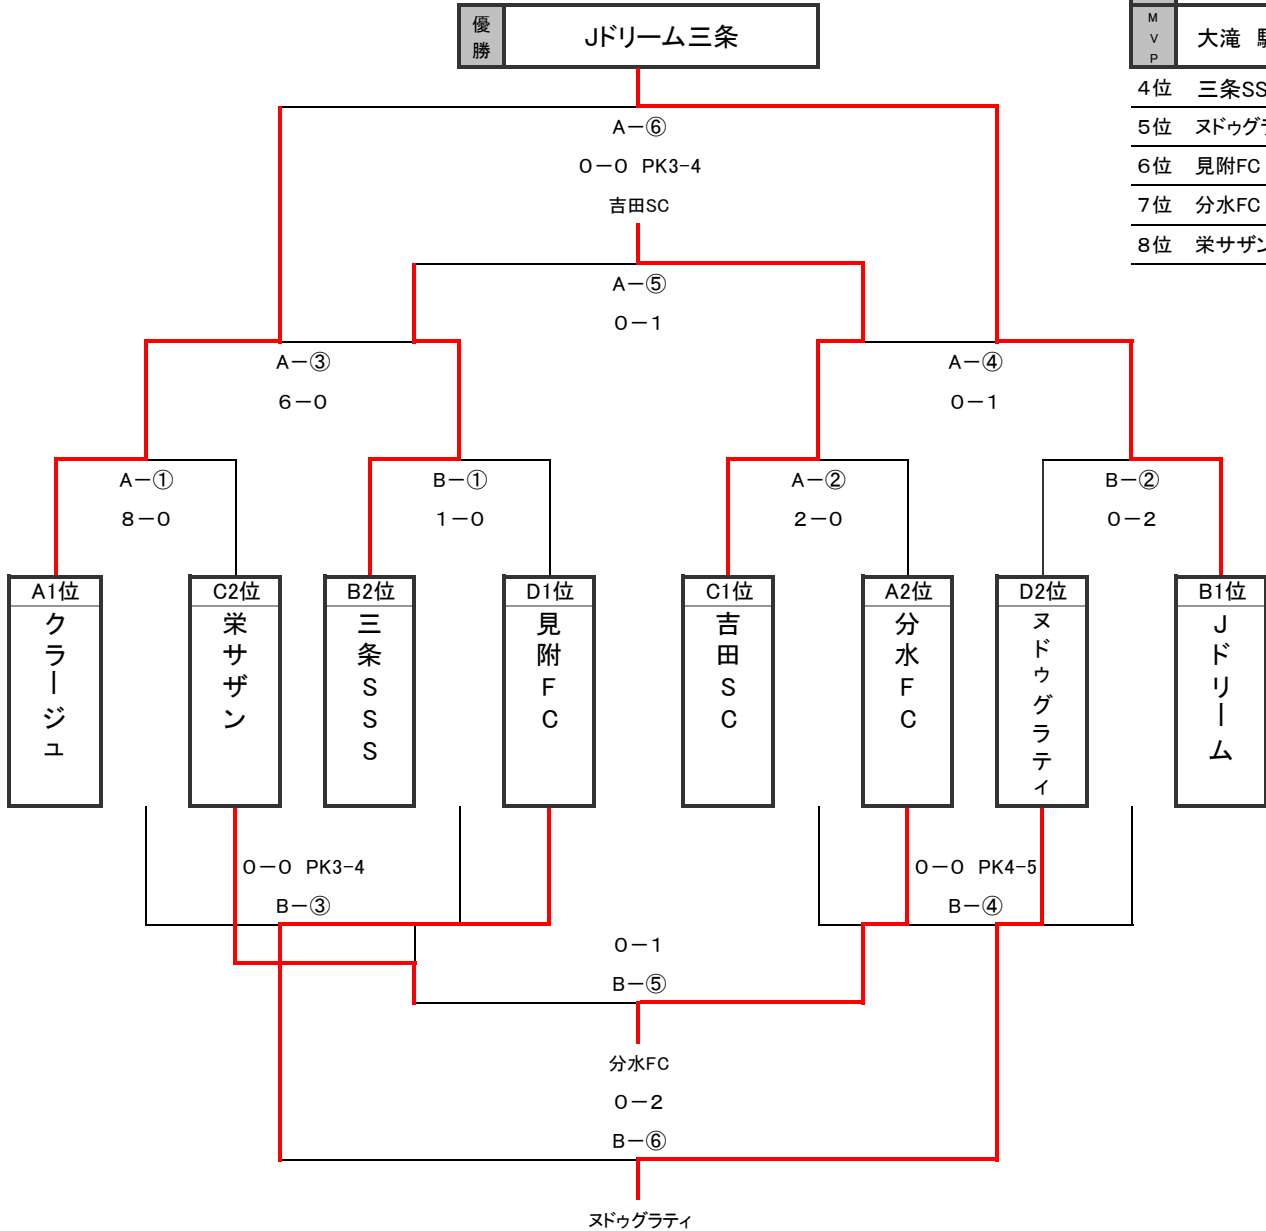 優勝 Jドリーム三条
MVP 大滝
4位 三条SS
5位 ヌドゥグラ
6位 見附FC
7位 分水FC
8位 栄サザン
A-⑥
0-0 PK3-4
吉田SC
A-⑤
0-1
A-③
6-0
A-④
0-1
A-①
8-0
B-①
1-0
A-②
2-0
B-②
0-2
A1位
クラージュ
C2位
栄サザン
B2位
三条SSS
D1位
見附FC
C1位
吉田SC
A2位
分水FC
D2位
ヌドゥグラティ
B1位
Jドリーム
0-0 PK3-4
B-③
0-0 PK4-5
B-④
0-1
B-⑤
分水FC
0-2
B-⑥
ヌドゥグラティ